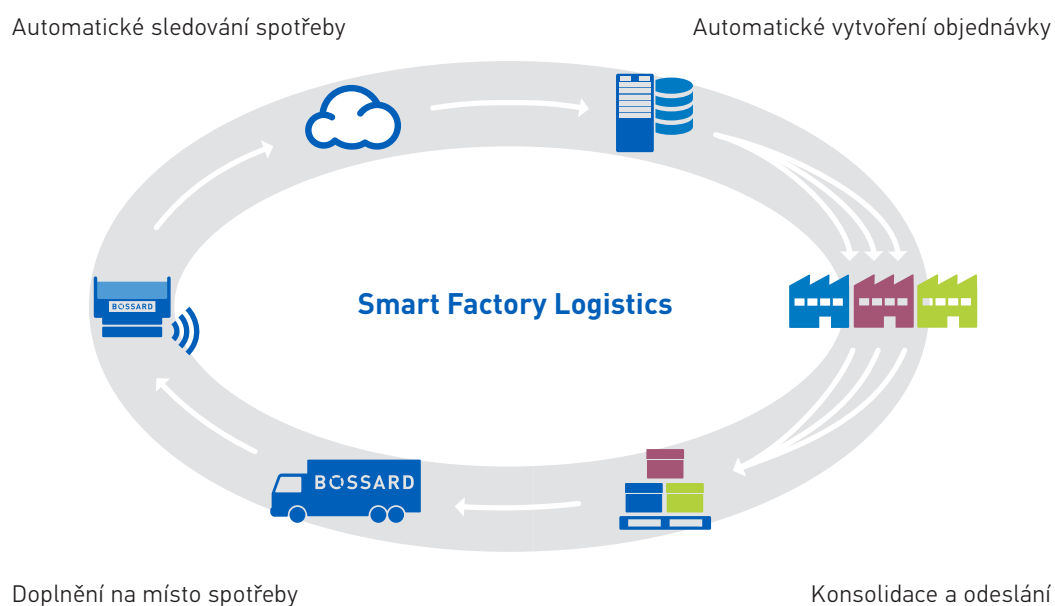 Automatické sledování spotřeby
Automatické vytvoření objednávky
BOSSARD
Smart Factory Logistics
BOSSARD
Doplnění na místo spotřeby
Konsolidace a odeslání